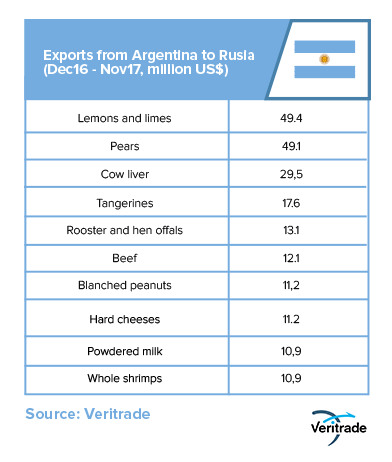 Exports from Argentina to Rusia
(Dec16 - Nov17, million US$)
Lemons and limes 49.4
Pears 49.1
Cow liver 29,5
Tangerines 17.6
Rooster and hen offals 13.1
Beef 12.1
Blanched peanuts 11,2
Hard cheeses 11.2
Powdered milk 10,9
Whole shrimps 10,9
Source: Veritrade
Veritrade